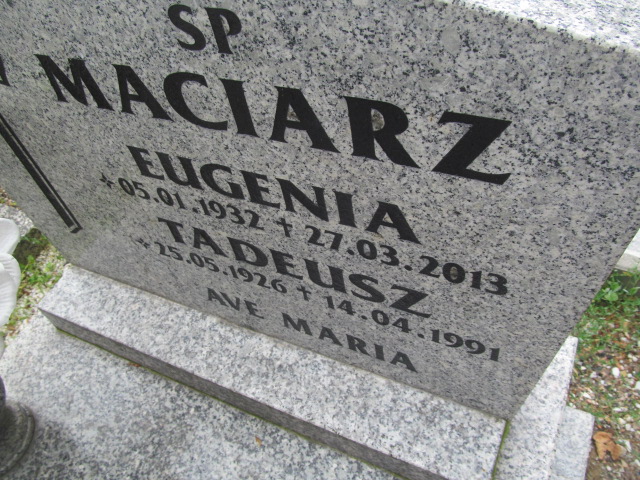 SP
MACIARZ
EUGENIA
* 05.01.1932 † 27.03.2013
TADEUSZ
* 25.05.1926 † 14.04.1991
AVE MARIA